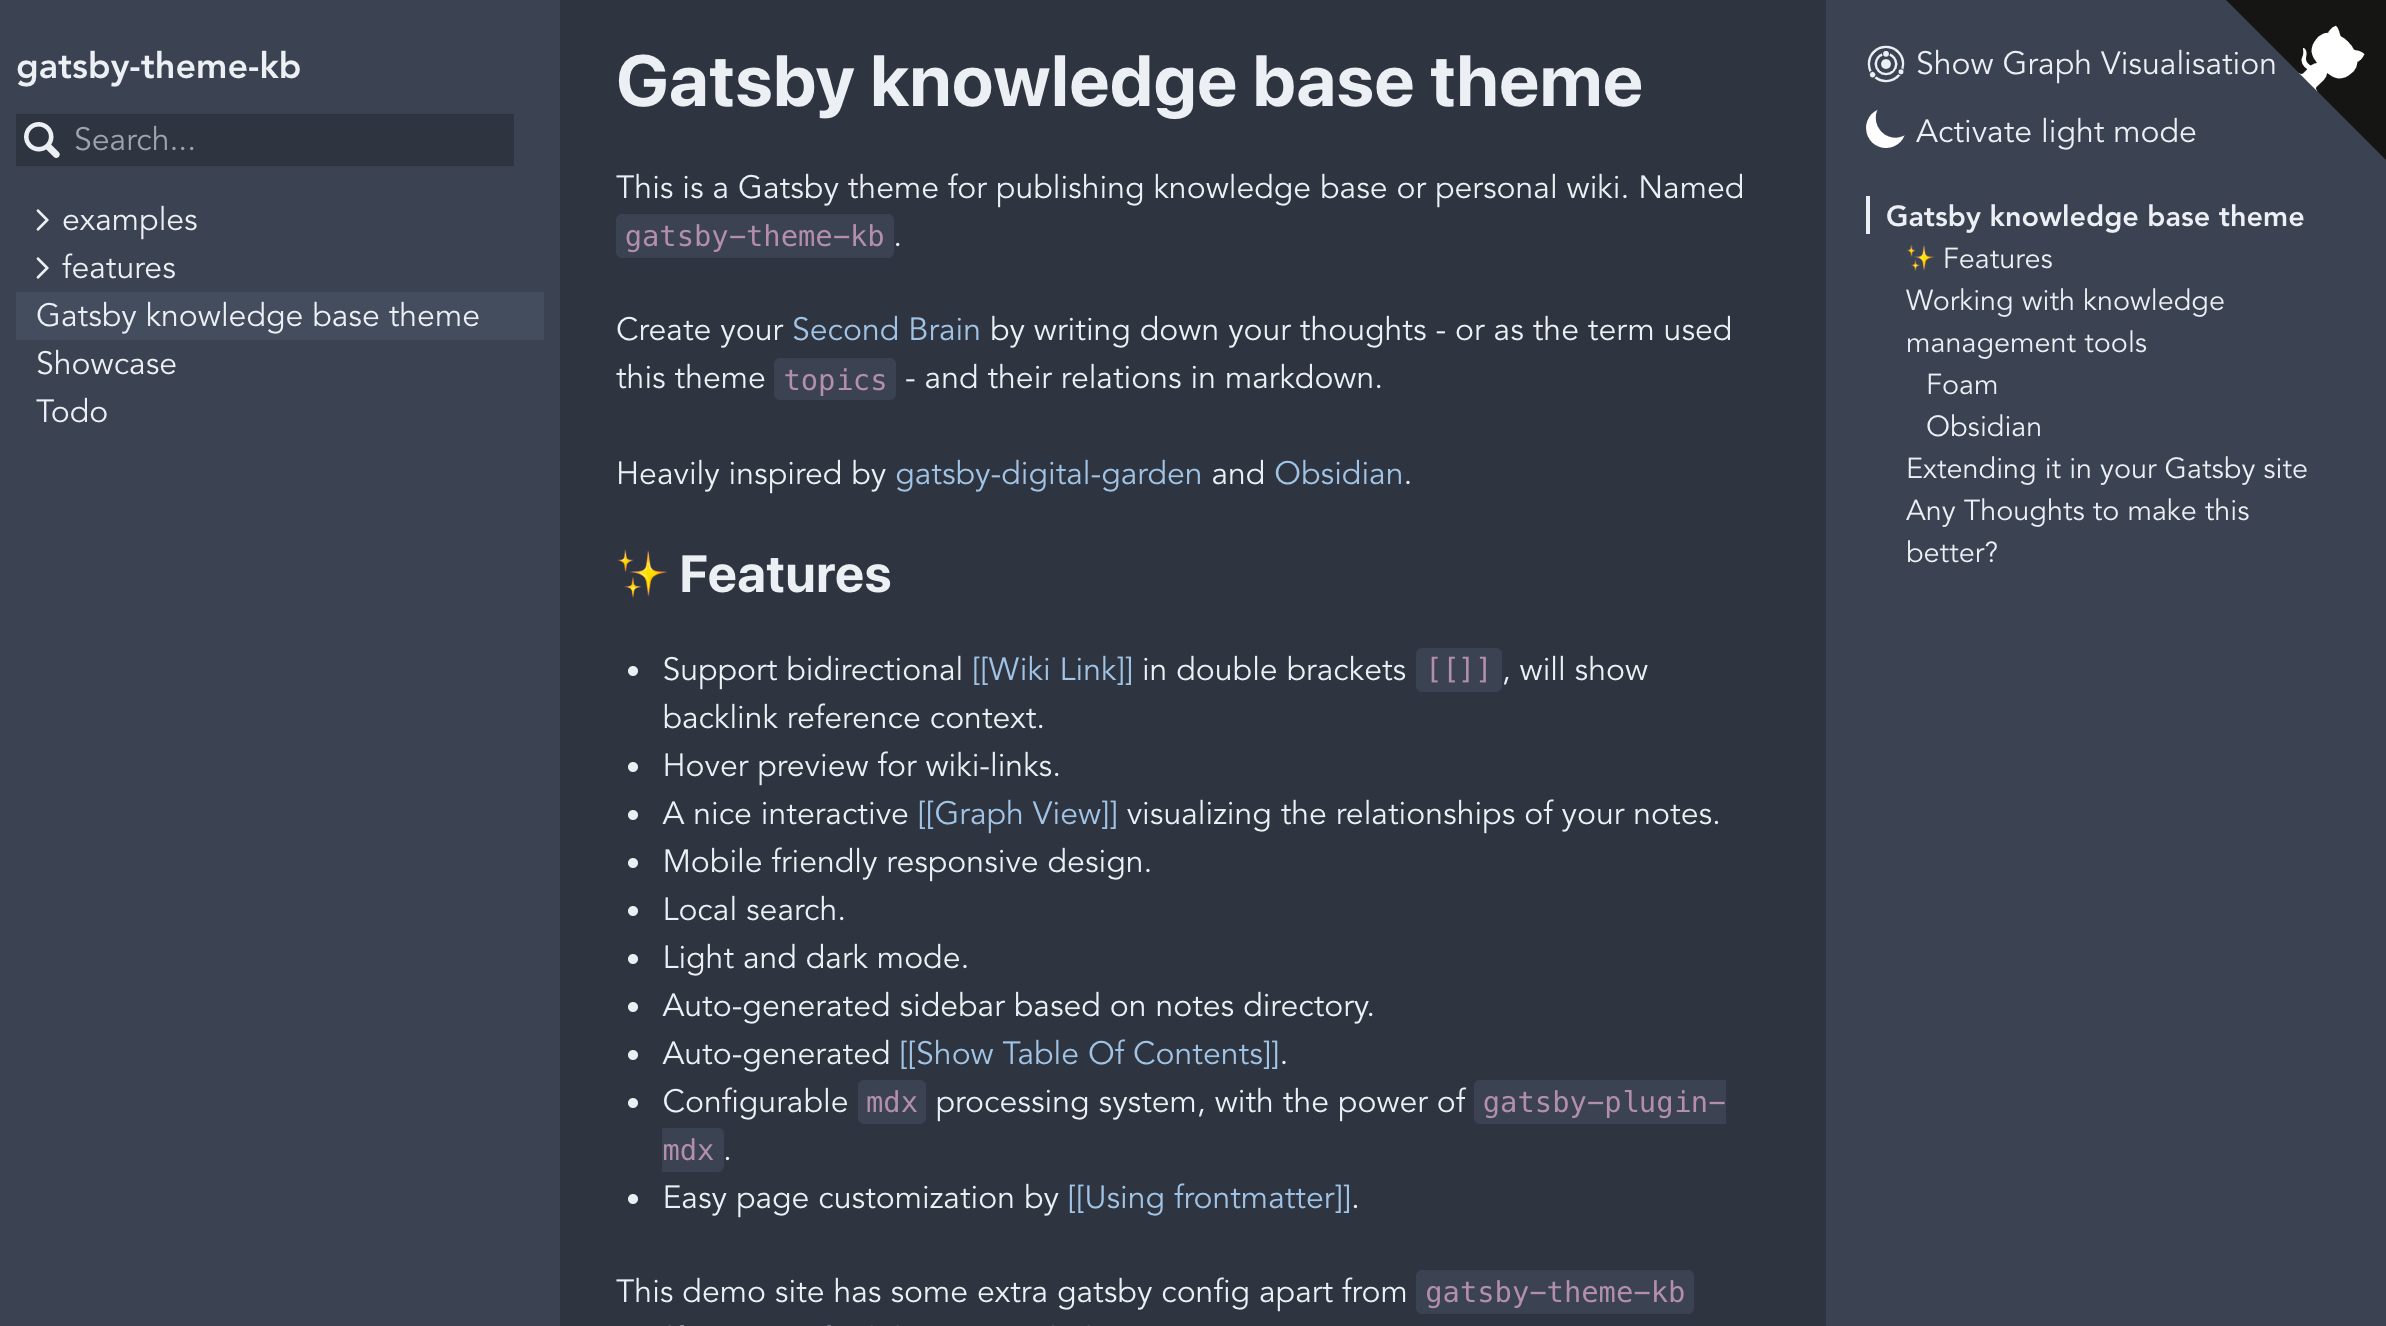 gatsby-theme-kb
Search...
examples
features
Gatsby knowledge base theme
Showcase
Todo
Gatsby knowledge base theme
This is a Gatsby theme for publishing knowledge base or personal wiki. Named
gatsby-theme-kb.
Create your Second Brain by writing down your thoughts - or as the term used
this theme topics - and their relations in markdown.
Heavily inspired by gatsby-digital-garden and Obsidian.
✨ Features
• Support bidirectional [[Wiki Link]] in double brackets [[]], will show
backlink reference context.
• Hover preview for wiki-links.
• A nice interactive [[Graph View]] visualizing the relationships of your notes.
• Mobile friendly responsive design.
• Local search.
• Light and dark mode.
• Auto-generated sidebar based on notes directory.
• Auto-generated [[Show Table Of Contents]].
• Configurable mdx processing system, with the power of gatsby-plugin-
mdx.
• Easy page customization by [[Using frontmatter]].
This demo site has some extra gatsby config apart from gatsby-theme-kb
Show Graph Visualisation
Activate light mode
Gatsby knowledge base theme
✨ Features
Working with knowledge
management tools
Foam
Obsidian
Extending it in your Gatsby site
Any Thoughts to make this
better?